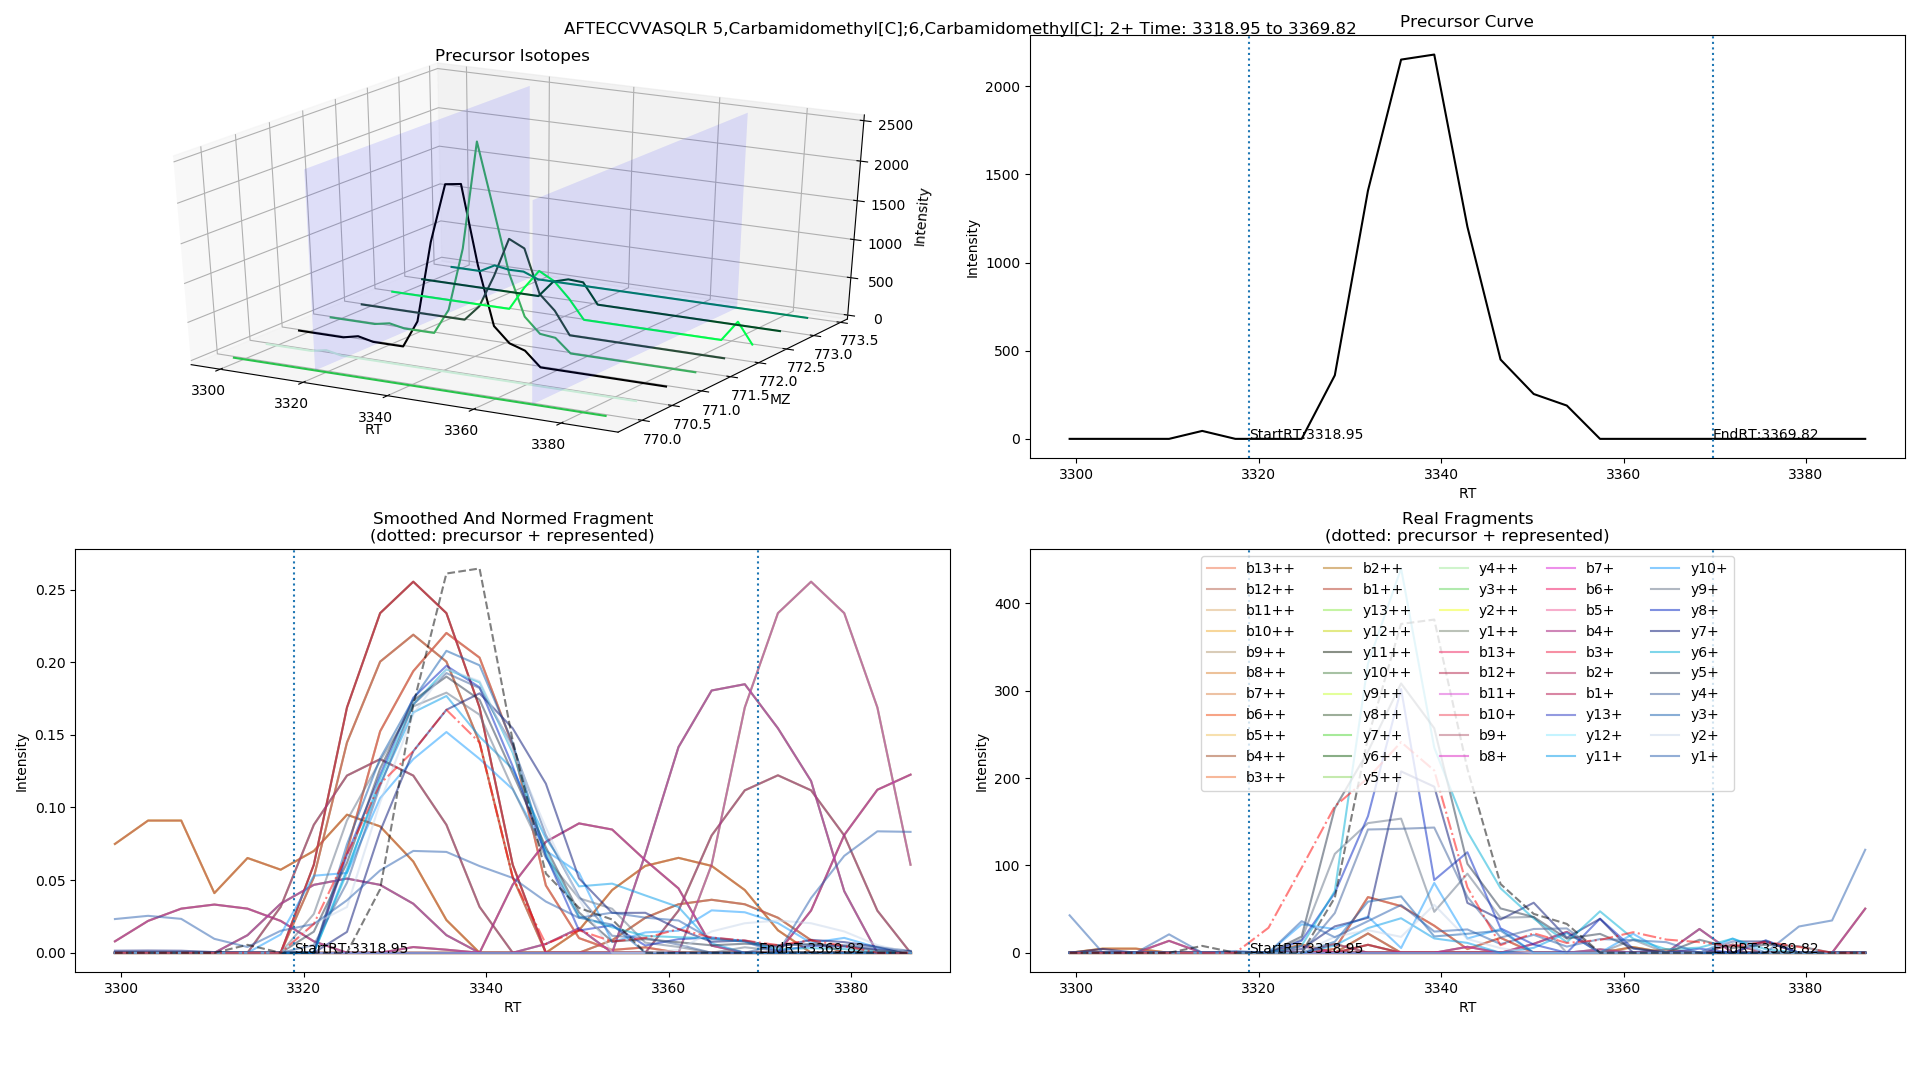 AFTECCVVASQLR 5,Carbamidomethyl[C];6,Carbamidomethyl[C]; 2+ Time: 3318.95 to 3369.82
Precursor Isotopes
2500
2000
1500
1000
500
0
Intensity
3300
3320
3340
3360
3380
RT
770.0
770.5
771.0
771.5
772.0
772.5
773.0
773.5
MZ
Precursor Curve
2000
1500
1000
500
0
Intensity
StartRT:3318.95
EndRT:3369.82
3300
3320
3340
3360
3380
RT
Smoothed And Normed Fragment
(dotted: precursor + represented)
0.25
0.20
0.15
0.10
0.05
0.00
Intensity
StartRT:3318.95
EndRT:3369.82
3300
3320
3340
3360
3380
RT
Real Fragments
(dotted: precursor + represented)
400
300
200
100
0
Intensity
b13++
b12++
b11++
b10++
b9++
b8++
b7++
b6++
b5++
b4++
b3++
b2++
b1++
y13++
y12++
y11++
y10++
y9++
y8++
y7++
y6++
y5++
y4++
y3++
y2++
y1++
b13+
b12+
b11+
b10+
b9+
b8+
b7+
b6+
b5+
b4+
b3+
b2+
b1+
y13+
y12+
y11+
y10+
y9+
y8+
y7+
y6+
y5+
y4+
y3+
y2+
y1+
StartRT:3318.95
EndRT:3369.82
3300
3320
3340
3360
3380
RT